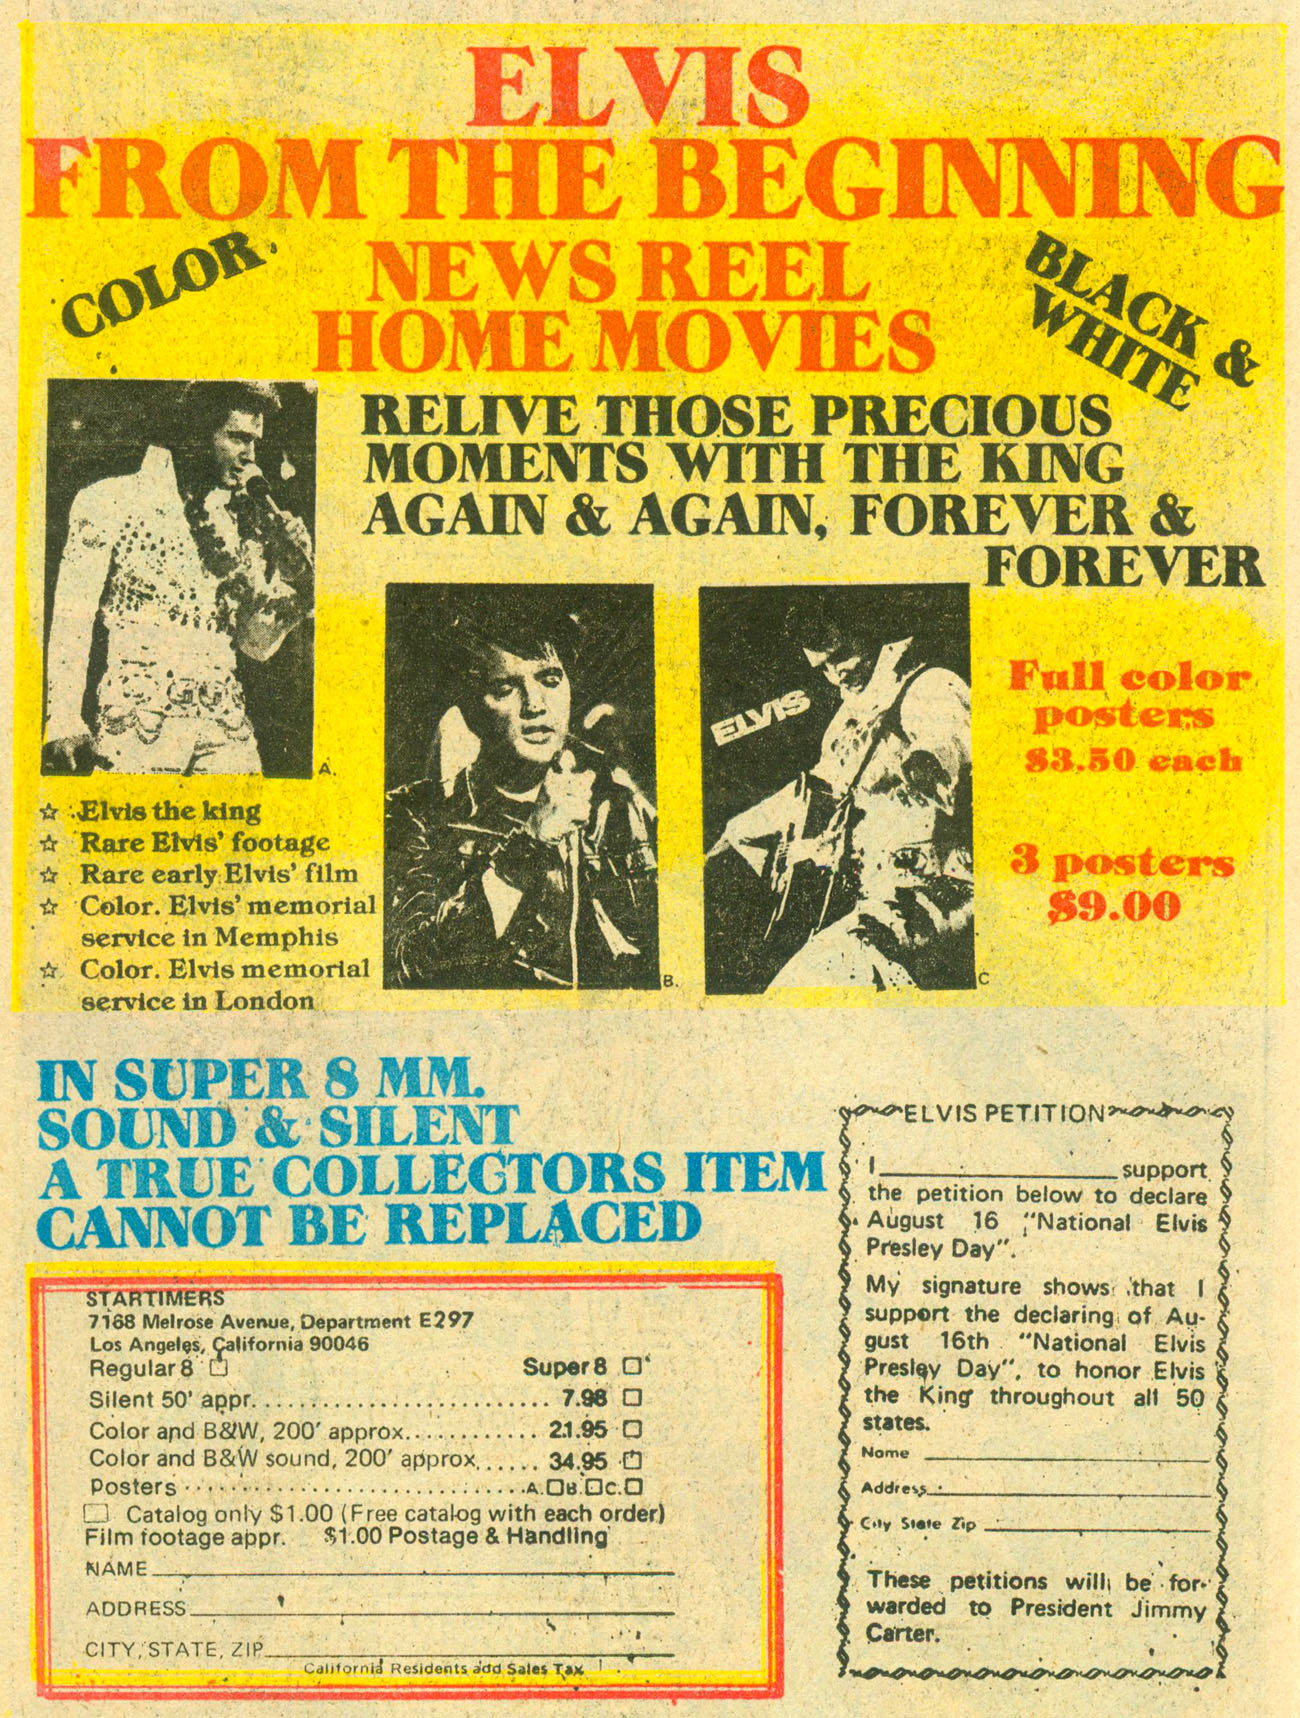 ELVIS
FROM THE BEGINNING
COLOR
NEWS REEL
HOME MOVIES
BLACK &
WHITE
RELIVE THOSE PRECIOUS
MOMENTS WITH THE KING
AGAIN & AGAIN, FOREVER &
FOREVER
A.
ELVIS
B.
C
Full color
posters
$3.50 each
3 posters
$9.00
☆ Elvis the king
☆ Rare Elvis' footage
☆ Rare early Elvis' film
☆ Color. Elvis' memorial
service in Memphis
☆ Color. Elvis memorial
service in London
IN SUPER 8 MM.
SOUND & SILENT
A TRUE COLLECTORS ITEM
CANNOT BE REPLACED
STARTIMERS
7168 Melrose Avenue, Department E297
Los Angeles, California 90046
Regular 8 □ Super 8 □
Silent 50' appr. . . . . . . . . . . . . . . . . . . . . . . . . 7.98 □
Color and B&W, 200' approx. . . . . . . . . . . . 21.95 □
Color and B&W sound, 200' approx. . . . . . 34.95 □
Posters . . . . . . . . . . . . . . . . . . . . . . . . . . . . A.□B.□C.□
□ Catalog only $1.00 (Free catalog with each order)
Film footage appr. $1.00 Postage & Handling
NAME
ADDRESS
CITY, STATE, ZIP
California Residents add Sales Tax
ELVIS PETITION
I____________support
the petition below to declare
August 16 "National Elvis
Presley Day".
My signature shows that I
support the declaring of Au-
gust 16th "National Elvis
Presley Day", to honor Elvis
the King throughout all 50
states.
Name
Address
City State Zip
These petitions will be for-
warded to President Jimmy
Carter.